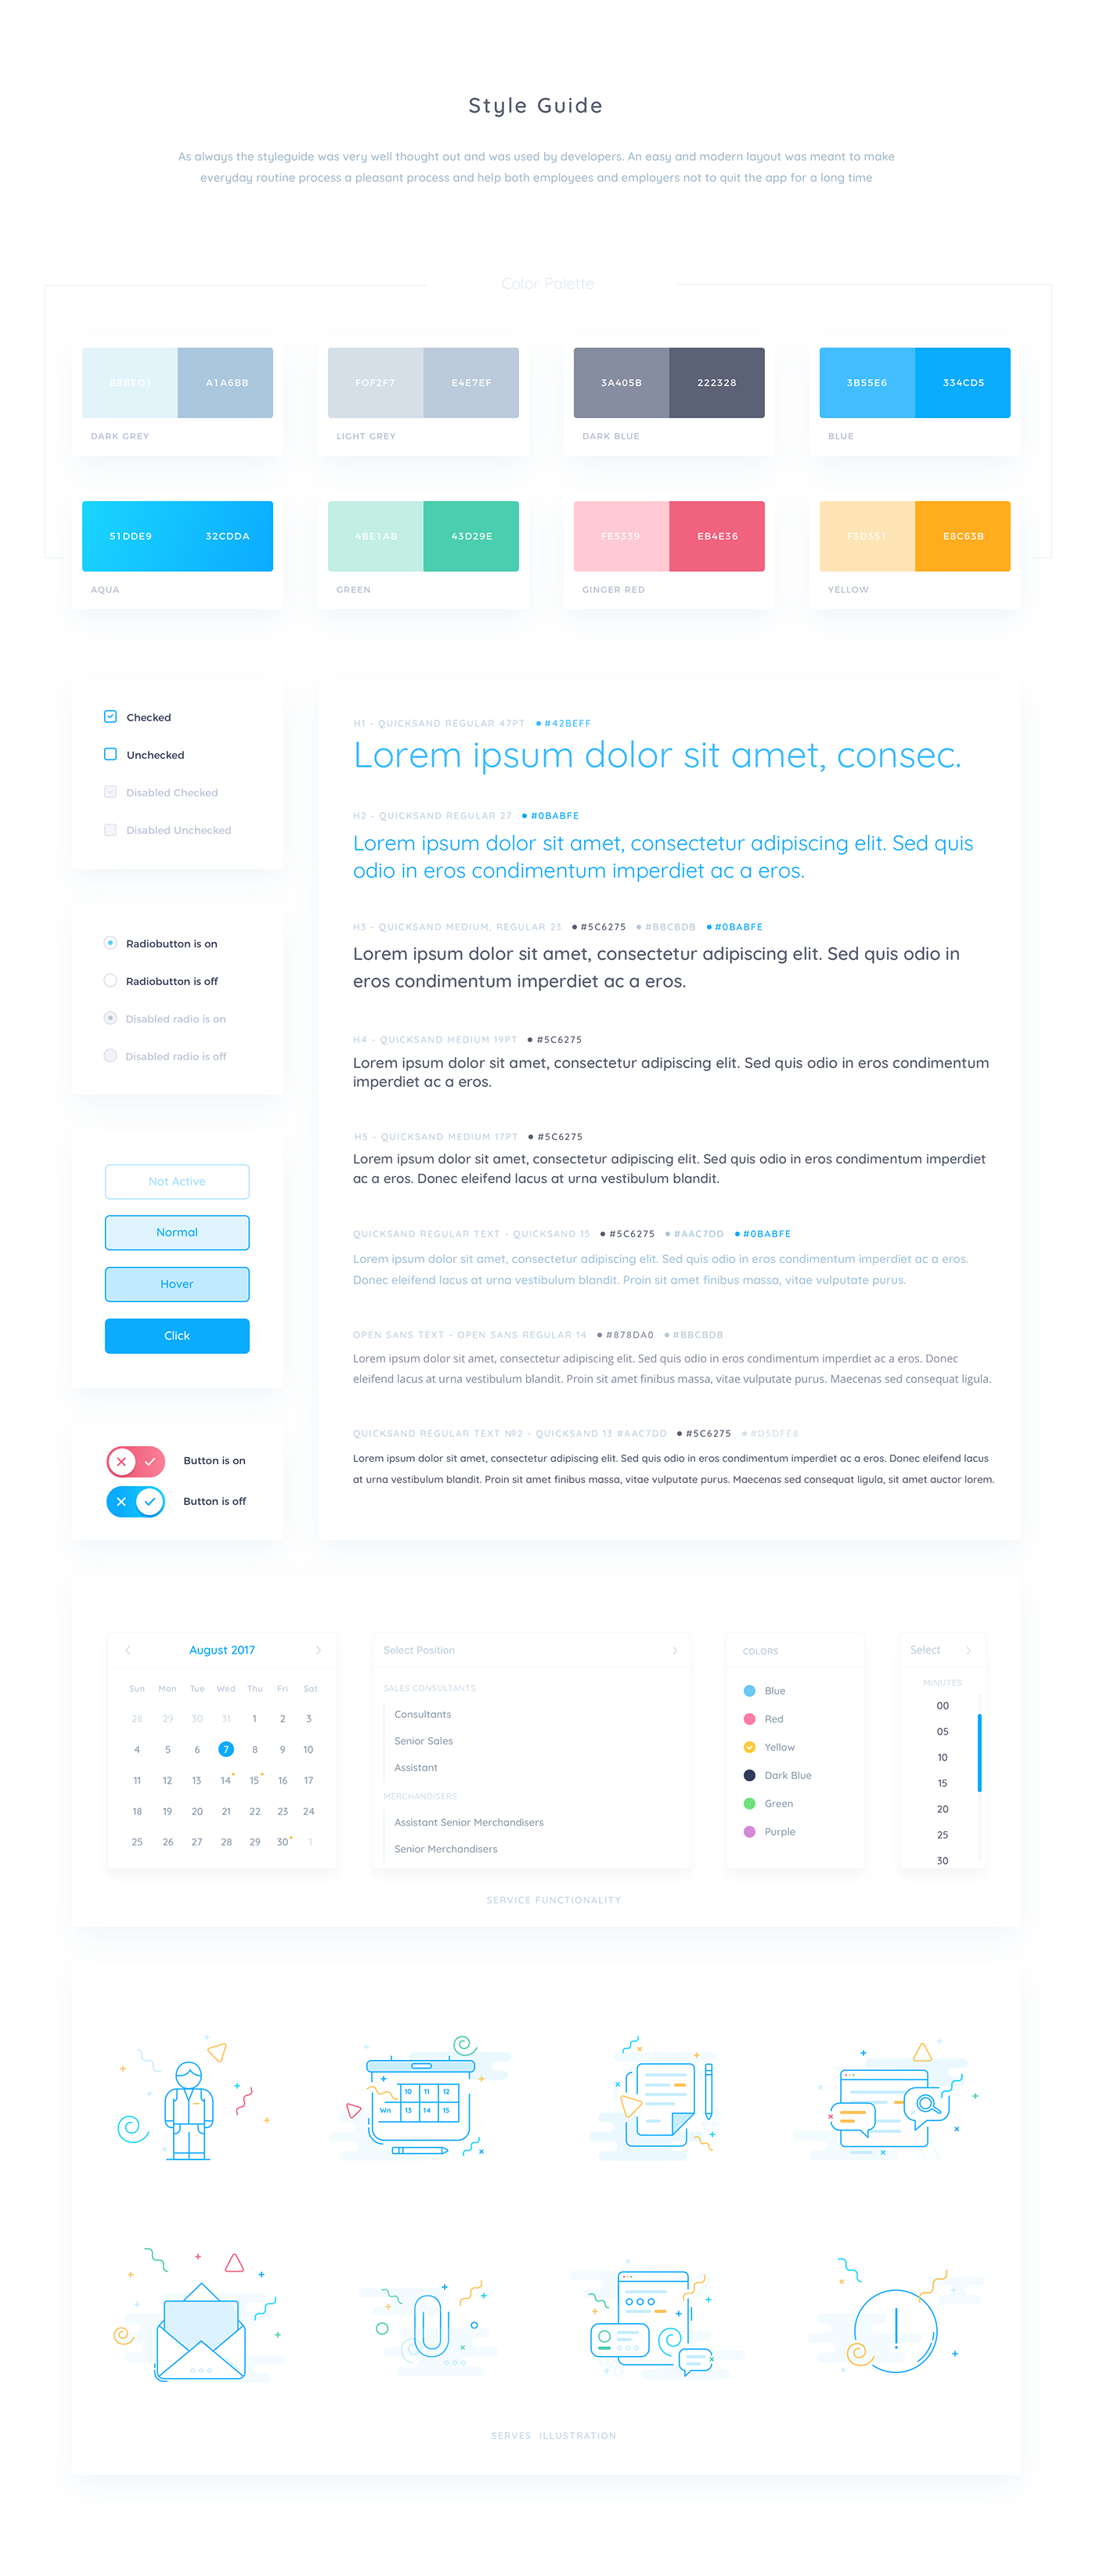 Style Guide
As always the styleguide was very well thought out and was used by developers. An easy and modern layout was meant to make
everyday routine process a pleasant process and help both employees and employers not to quit the app for a long time
Color Palette
B9BED1 A1A6BB
DARK GREY
F0F2F7 E4E7EF
LIGHT GREY
3A405B 222328
DARK BLUE
3B55E6 334CD5
BLUE
51DDE9 32CDDA
AQUA
4BE1AB 43D29E
GREEN
FE5339 EB4E36
GINGER RED
F3D351 E8C63B
YELLOW
Checked
Unchecked
Disabled Checked
Disabled Unchecked
Radiobutton is on
Radiobutton is off
Disabled radio is on
Disabled radio is off
Not Active
Normal
Hover
Click
Button is on
Button is off
H1 - QUICKSAND REGULAR 47PT #42BEFF
Lorem ipsum dolor sit amet, consec.
H2 - QUICKSAND REGULAR 27 #0BABFE
Lorem ipsum dolor sit amet, consectetur adipiscing elit. Sed quis
odio in eros condimentum imperdiet ac a eros.
H3 - QUICKSAND MEDIUM, REGULAR 23 #5C6275 #BBCBDB #0BABFE
Lorem ipsum dolor sit amet, consectetur adipiscing elit. Sed quis odio in
eros condimentum imperdiet ac a eros.
H4 - QUICKSAND MEDIUM 19PT #5C6275
Lorem ipsum dolor sit amet, consectetur adipiscing elit. Sed quis odio in eros condimentum
imperdiet ac a eros.
H5 - QUICKSAND MEDIUM 17PT #5C6275
Lorem ipsum dolor sit amet, consectetur adipiscing elit. Sed quis odio in eros condimentum imperdiet
ac a eros. Donec eleifend lacus at urna vestibulum blandit.
QUICKSAND REGULAR TEXT - QUICKSAND 15 #5C6275 #AAC7DD #0BABFE
Lorem ipsum dolor sit amet, consectetur adipiscing elit. Sed quis odio in eros condimentum imperdiet ac a eros.
Donec eleifend lacus at urna vestibulum blandit. Proin sit amet finibus massa, vitae vulputate purus.
OPEN SANS TEXT - OPEN SANS REGULAR 14 #878DA0 #BBCBDB
Lorem ipsum dolor sit amet, consectetur adipiscing elit. Sed quis odio in eros condimentum imperdiet ac a eros. Donec
eleifend lacus at urna vestibulum blandit. Proin sit amet finibus massa, vitae vulputate purus. Maecenas sed consequat ligula.
QUICKSAND REGULAR TEXT №2 - QUICKSAND 13 #AAC7DD #5C6275 #D5DFE8
Lorem ipsum dolor sit amet, consectetur adipiscing elit. Sed quis odio in eros condimentum imperdiet ac a eros. Donec eleifend lacus
at urna vestibulum blandit. Proin sit amet finibus massa, vitae vulputate purus. Maecenas sed consequat ligula, sit amet auctor lorem.
August 2017
Sun Mon Tue Wed Thu Fri Sat
28 29 30 31 1 2 3
4 5 6 7 8 9 10
11 12 13 14 15 16 17
18 19 20 21 22 23 24
25 26 27 28 29 30 1
Select Position
SALES CONSULTANTS
Consultants
Senior Sales
Assistant
MERCHANDISERS
Assistant Senior Merchandisers
Senior Merchandisers
COLORS
Blue
Red
Yellow
Dark Blue
Green
Purple
Select
MINUTES
00
05
10
15
20
25
30
SERVICE FUNCTIONALITY
10 11 12
Wn 13 14 15
SERVES ILLUSTRATION